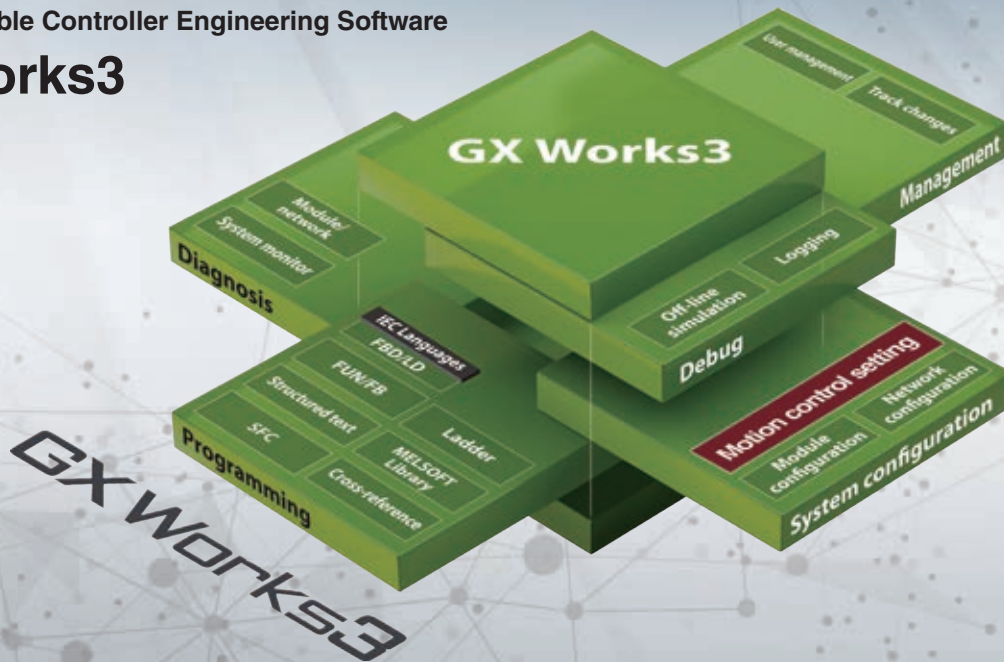 ble Controller Engineering Software
orks3
GX Works3
User management
Track changes
Management
Module/
network
System monitor
Diagnosis
Logging
Off-line
simulation
Debug
IEC Languages
FBD/LD
FUN/FB
Structured text
SFC
Ladder
MELSOFT
Library
Cross-reference
Programming
Motion control setting
Network
configuration
Module
configuration
System configuration
GX Works3